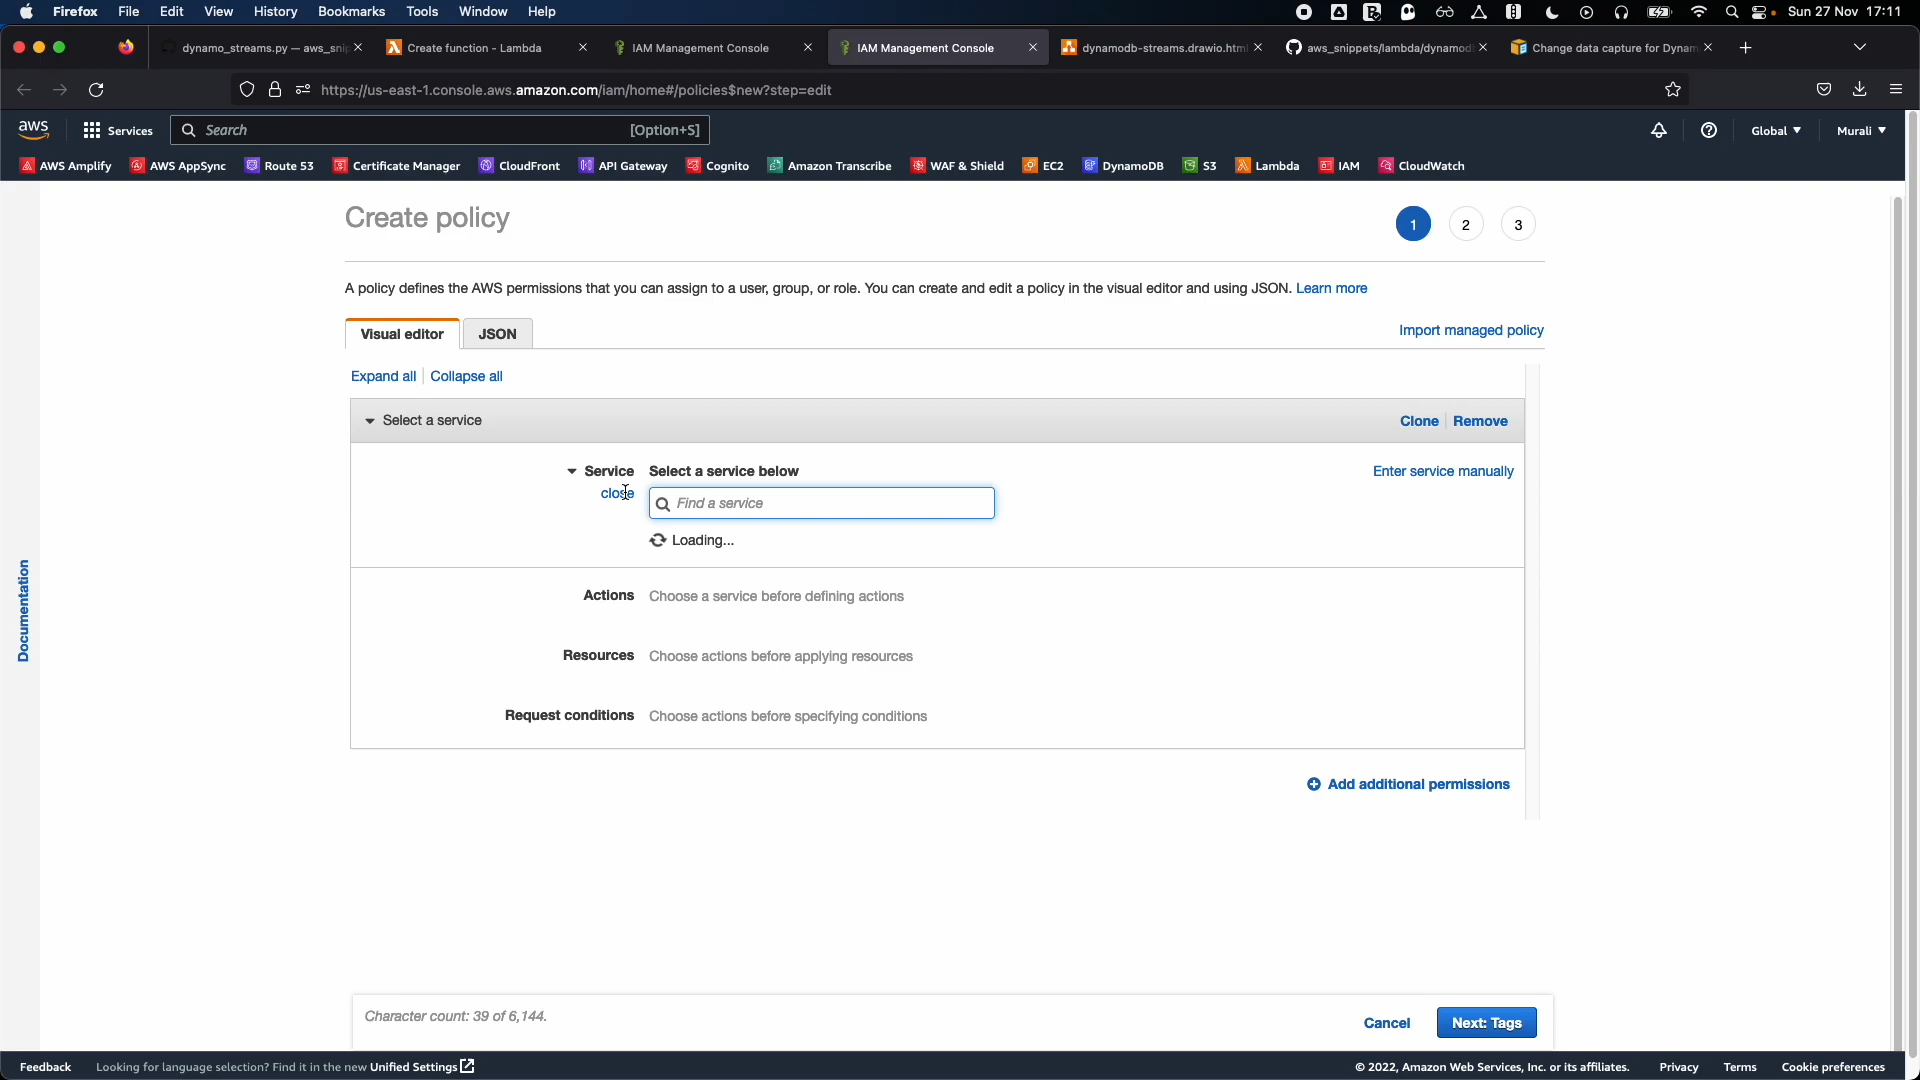 Firefox File Edit View History Bookmarks Tools Window Help Sun 27 Nov 17:11
dynamo_streams.py — aws_snip Create function - Lambda IAM Management Console IAM Management Console dynamodb-streams.drawio.html aws_snippets/lambda/dynamod Change data capture for Dynam
https://us-east-1.console.aws.amazon.com/iam/home#/policies$new?step=edit
aws Services Search [Option+S] Global Murali
AWS Amplify AWS AppSync Route 53 Certificate Manager CloudFront API Gateway Cognito Amazon Transcribe WAF & Shield EC2 DynamoDB S3 Lambda IAM CloudWatch
Create policy 1 2 3
A policy defines the AWS permissions that you can assign to a user, group, or role. You can create and edit a policy in the visual editor and using JSON. Learn more
Visual editor JSON Import managed policy
Expand all Collapse all
Select a service Clone Remove
Service Select a service below Enter service manually
close Find a service
Loading...
Actions Choose a service before defining actions
Documentation
Resources Choose actions before applying resources
Request conditions Choose actions before specifying conditions
Add additional permissions
Character count: 39 of 6,144.
Cancel Next: Tags
Feedback Looking for language selection? Find it in the new Unified Settings © 2022, Amazon Web Services, Inc. or its affiliates. Privacy Terms Cookie preferences